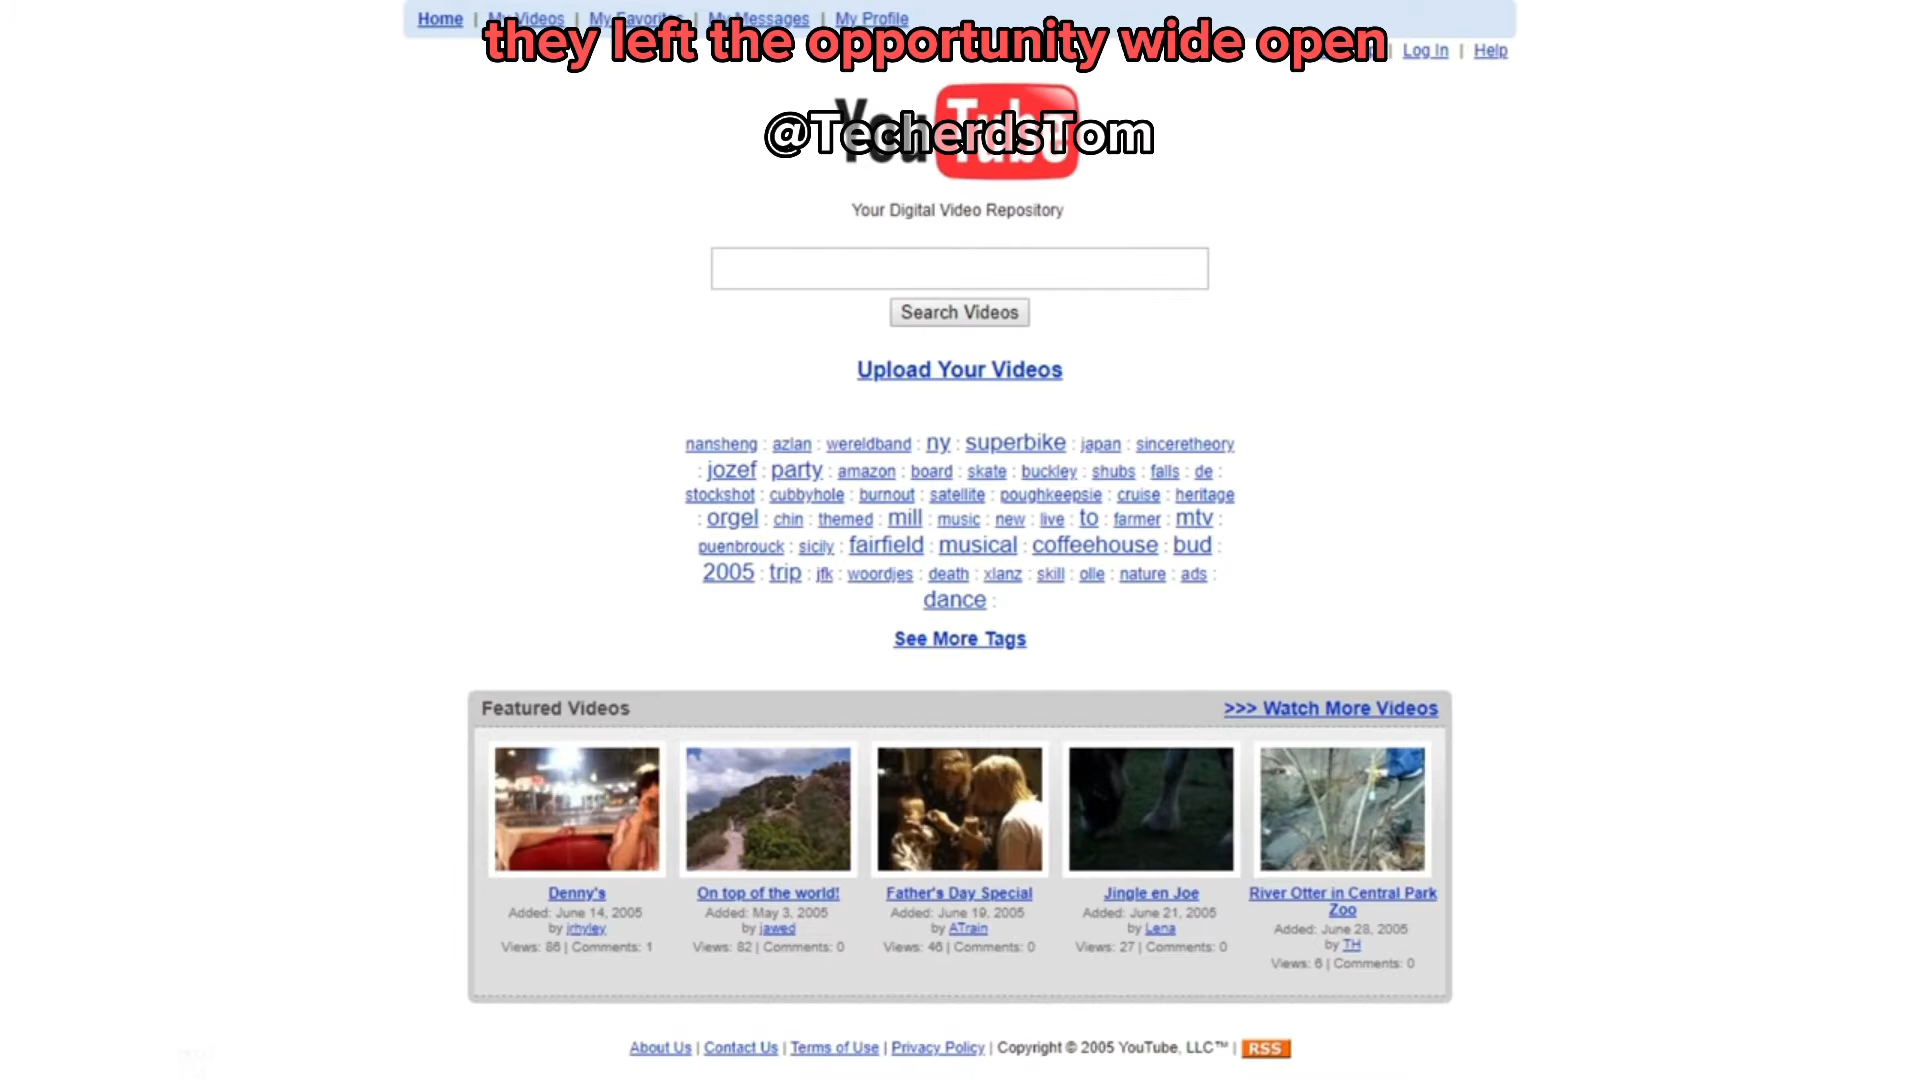 Home | My Videos | My Favorites | My Messages | My Profile
they left the opportunity wide open
| Log In | Help
YouTube
@TecherdsTom
Your Digital Video Repository
Search Videos
Upload Your Videos
nansheng : azlan : wereldband : ny : superbike : japan : sinceretheory
: jozef : party : amazon : board : skate : buckley : shubs : falls : de :
stockshot : cubbyhole : burnout : satellite : poughkeepsie : cruise : heritage
: orgel : chin : themed : mill : music : new : live : to : farmer : mtv :
puenbrouck : sicily : fairfield : musical : coffeehouse : bud :
2005 : trip : jfk : woordjes : death : xlanz : skill : olle : nature : ads :
dance :
See More Tags
Featured Videos
>>> Watch More Videos
Denny's
Added: June 14, 2005
by jrhyley
Views: 86 | Comments: 1
On top of the world!
Added: May 3, 2005
by jawed
Views: 82 | Comments: 0
Father's Day Special
Added: June 19, 2005
by ATrain
Views: 46 | Comments: 0
Jingle en Joe
Added: June 21, 2005
by Lena
Views: 27 | Comments: 0
River Otter in Central Park
Zoo
Added: June 28, 2005
by TH
Views: 6 | Comments: 0
About Us | Contact Us | Terms of Use | Privacy Policy | Copyright © 2005 YouTube, LLC™ | RSS